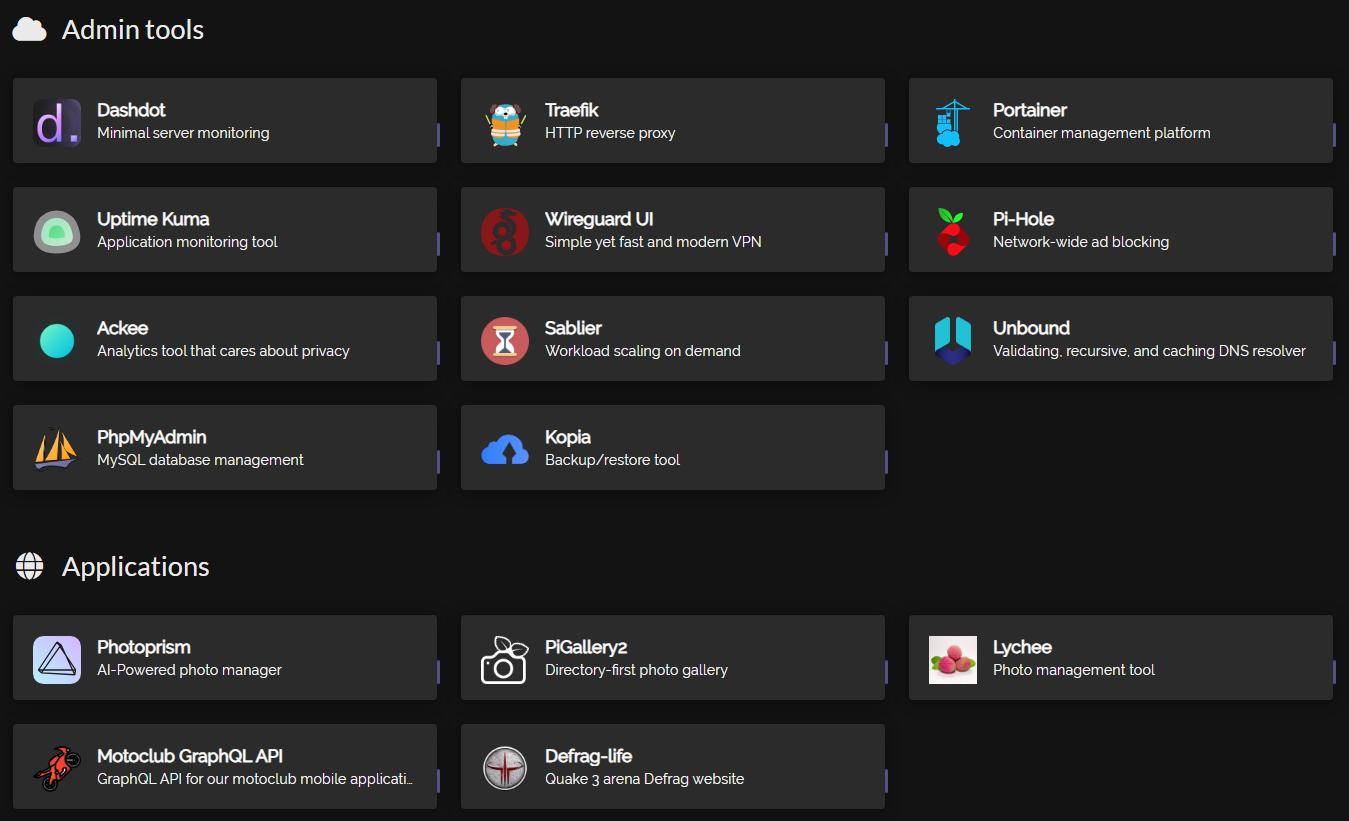 Admin tools
Dashdot
Minimal server monitoring
Traefik
HTTP reverse proxy
Portainer
Container management platform
Uptime Kuma
Application monitoring tool
Wireguard UI
Simple yet fast and modern VPN
Pi-Hole
Network-wide ad blocking
Ackee
Analytics tool that cares about privacy
Sablier
Workload scaling on demand
Unbound
Validating, recursive, and caching DNS resolver
PhpMyAdmin
MySQL database management
Kopia
Backup/restore tool
Applications
Photoprism
AI-Powered photo manager
PiGallery2
Directory-first photo gallery
Lychee
Photo management tool
Motoclub GraphQL API
GraphQL API for our motoclub mobile applicati...
Defrag-life
Quake 3 arena Defrag website